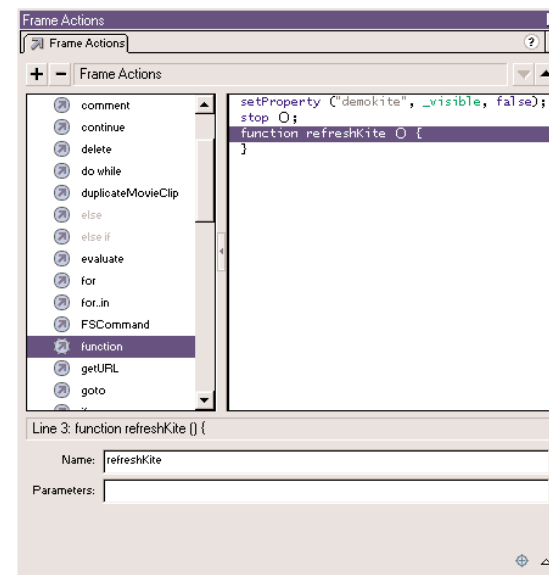 Frame Actions
Frame Actions
?
+ − Frame Actions
comment
continue
delete
do while
duplicateMovieClip
else
else if
evaluate
for
for..in
FSCommand
function
getURL
goto
setProperty ("demokite", _visible, false);
stop ();
function refreshKite () {
}
Line 3: function refreshKite () {
Name: refreshKite
Parameters: